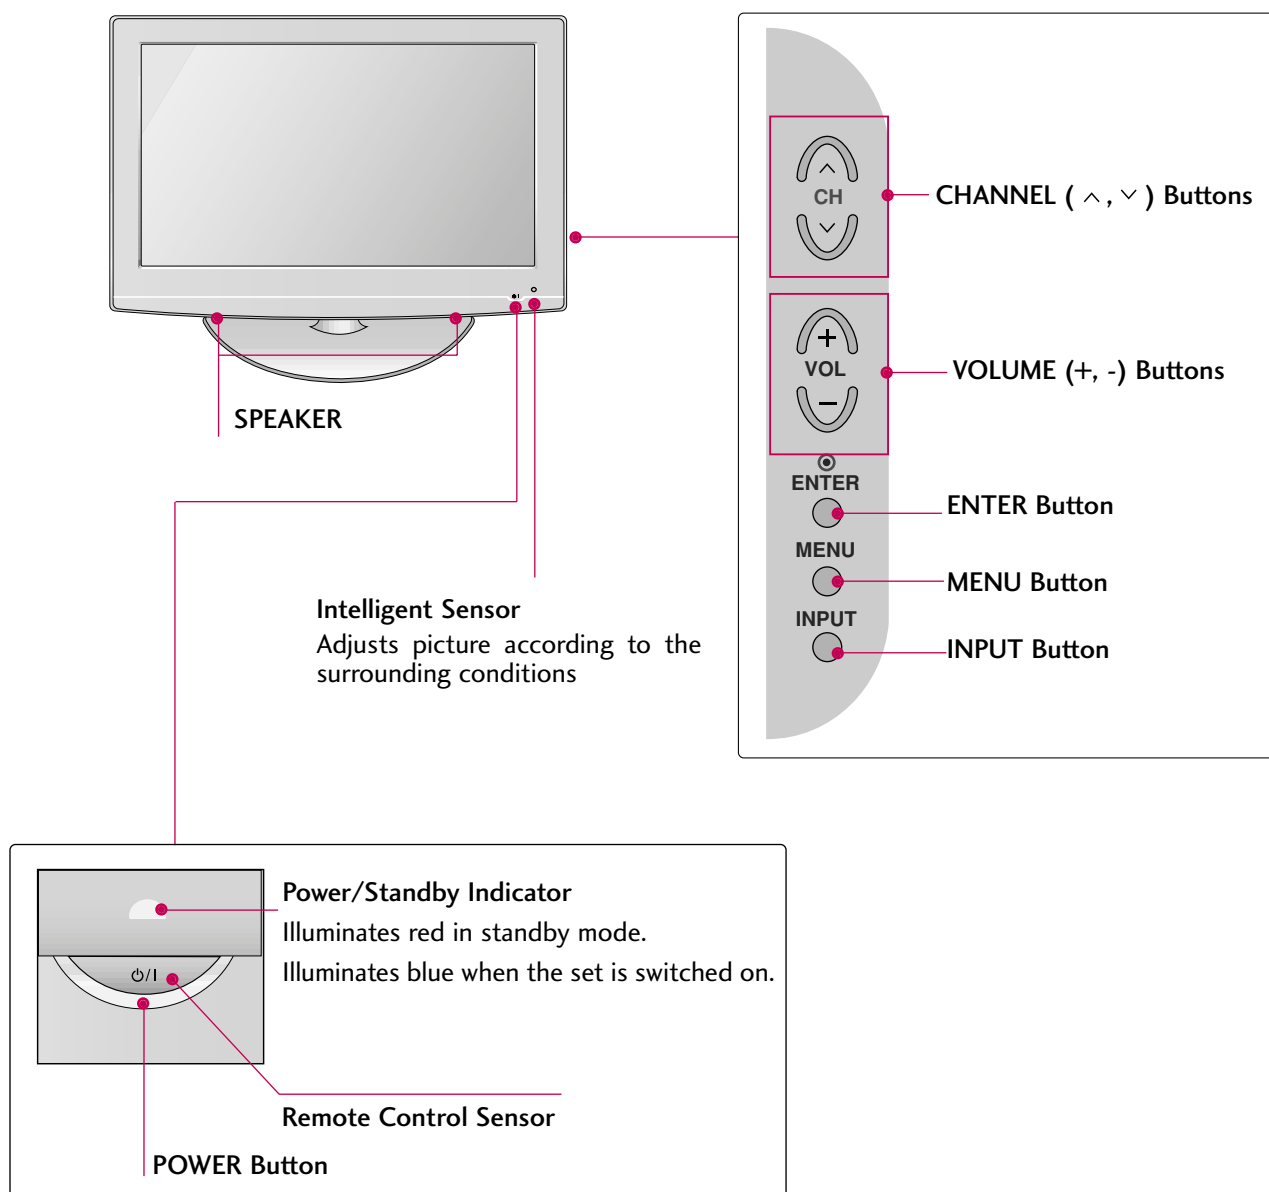 CH
CHANNEL ( ^ , ˅ ) Buttons
+
VOL
-
VOLUME (+, -) Buttons
SPEAKER
ENTER
ENTER Button
MENU
MENU Button
INPUT
INPUT Button
Intelligent Sensor
Adjusts picture according to the
surrounding conditions
Power/Standby Indicator
Illuminates red in standby mode.
Illuminates blue when the set is switched on.
⏻/I
Remote Control Sensor
POWER Button